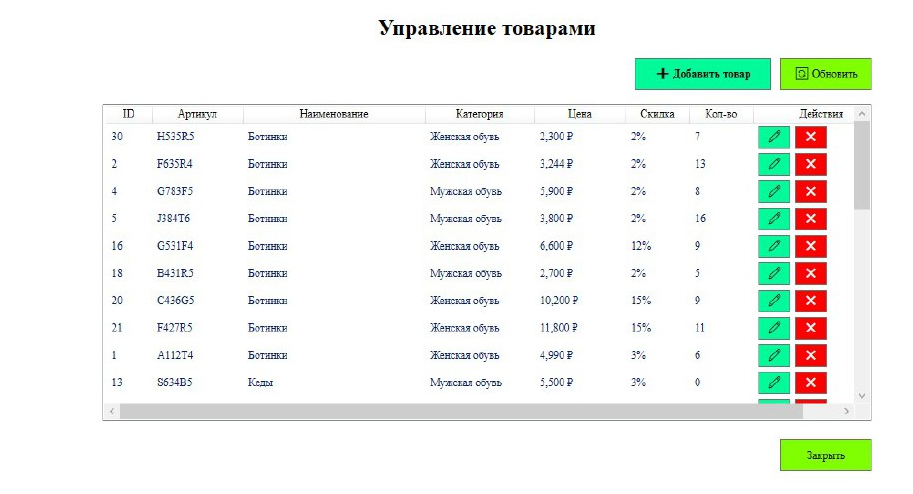 Управление товарами
Добавить товар Обновить
ID Артикул Наименование Категория Цена Скидка Кол-во Действия
30 H535R5 Ботинки Женская обувь 2,300 ₽ 2% 7
2 F635R4 Ботинки Женская обувь 3,244 ₽ 2% 13
4 G783F5 Ботинки Мужская обувь 5,900 ₽ 2% 8
5 J384T6 Ботинки Мужская обувь 3,800 ₽ 2% 16
16 G531F4 Ботинки Женская обувь 6,600 ₽ 12% 9
18 B431R5 Ботинки Мужская обувь 2,700 ₽ 2% 5
20 C436G5 Ботинки Женская обувь 10,200 ₽ 15% 9
21 F427R5 Ботинки Женская обувь 11,800 ₽ 15% 11
1 A112T4 Ботинки Женская обувь 4,990 ₽ 3% 6
13 S634B5 Кеды Мужская обувь 5,500 ₽ 3% 0
Закрыть